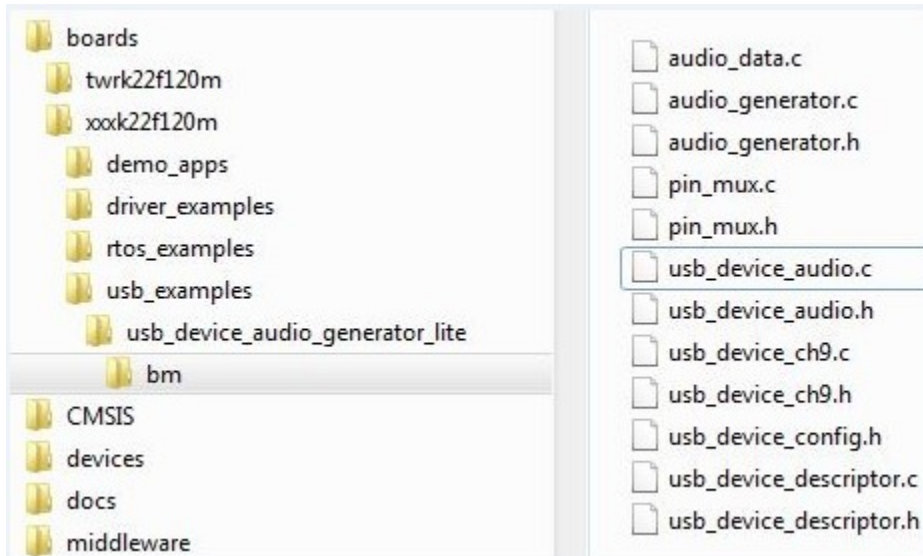 boards
twrk22f120m
xxxk22f120m
demo_apps
driver_examples
rtos_examples
usb_examples
usb_device_audio_generator_lite
bm
CMSIS
devices
docs
middleware
audio_data.c
audio_generator.c
audio_generator.h
pin_mux.c
pin_mux.h
usb_device_audio.c
usb_device_audio.h
usb_device_ch9.c
usb_device_ch9.h
usb_device_config.h
usb_device_descriptor.c
usb_device_descriptor.h